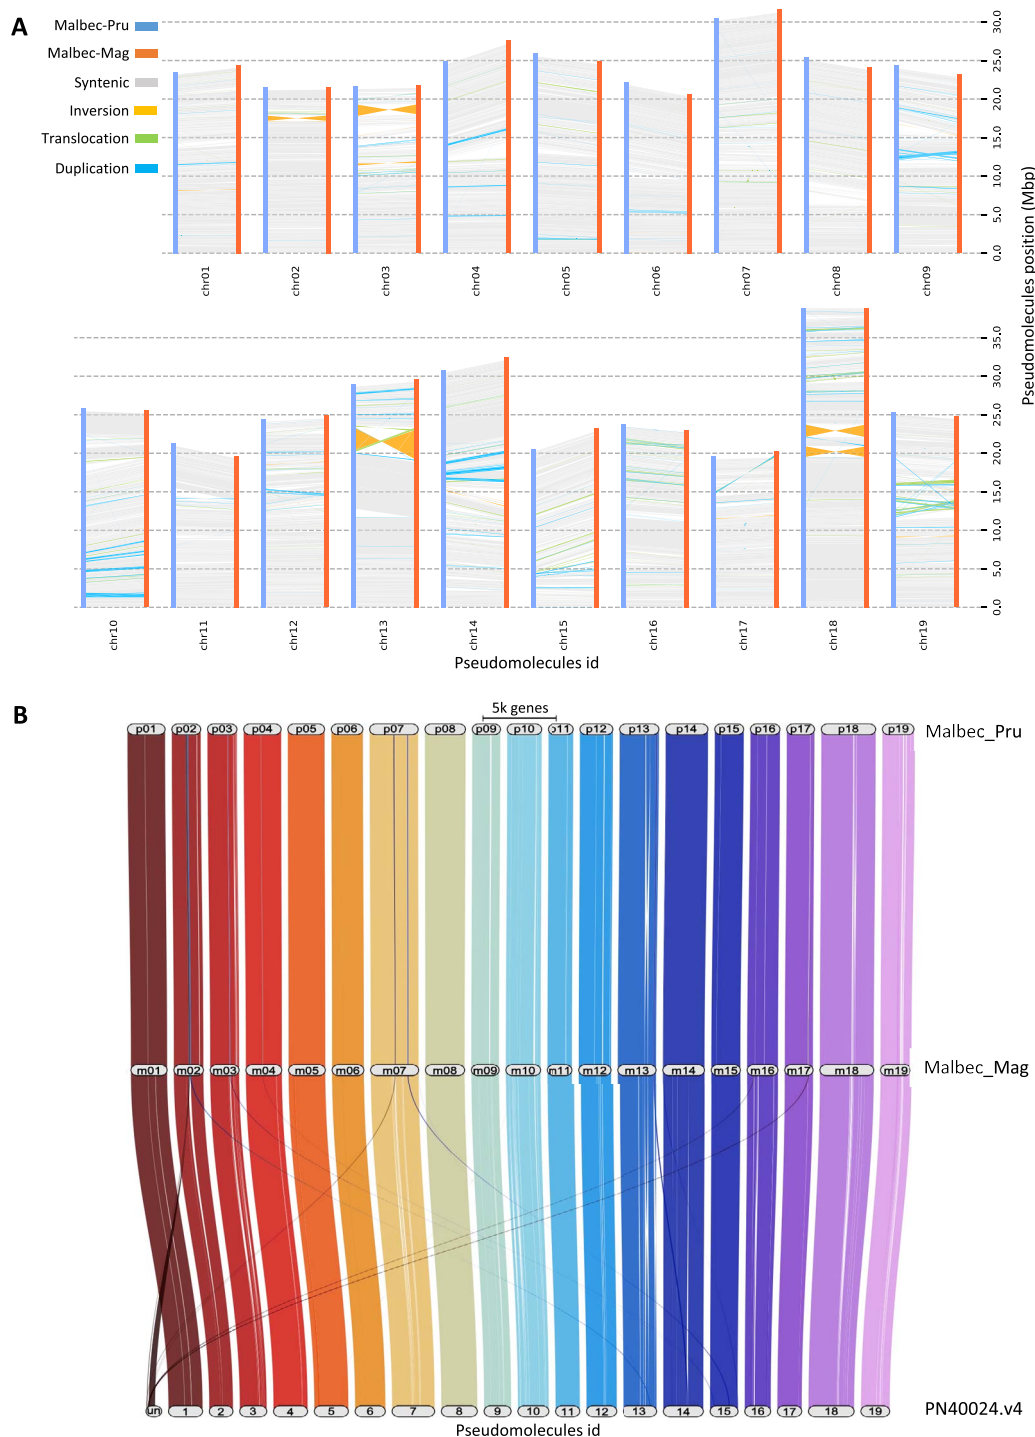 A
Malbec-Pru
Malbec-Mag
Syntenic
Inversion
Translocation
Duplication
30.0
25.0
20.0
15.0
10.0
5.0
0.0
chr01
chr02
chr03
chr04
chr05
chr06
chr07
chr08
chr09
Pseudomolecules position (Mbp)
35.0
30.0
25.0
20.0
15.0
10.0
5.0
0.0
chr10
chr11
chr12
chr13
chr14
chr15
chr16
chr17
chr18
chr19
Pseudomolecules id
B
5k genes
p01 p02 p03 p04 p05 p06 p07 p08 p09 p10 p11 p12 p13 p14 p15 p16 p17 p18 p19
Malbec_Pru
m01 m02 m03 m04 m05 m06 m07 m08 m09 m10 m11 m12 m13 m14 m15 m16 m17 m18 m19
Malbec_Mag
un 1 2 3 4 5 6 7 8 9 10 11 12 13 14 15 16 17 18 19
PN40024.v4
Pseudomolecules id